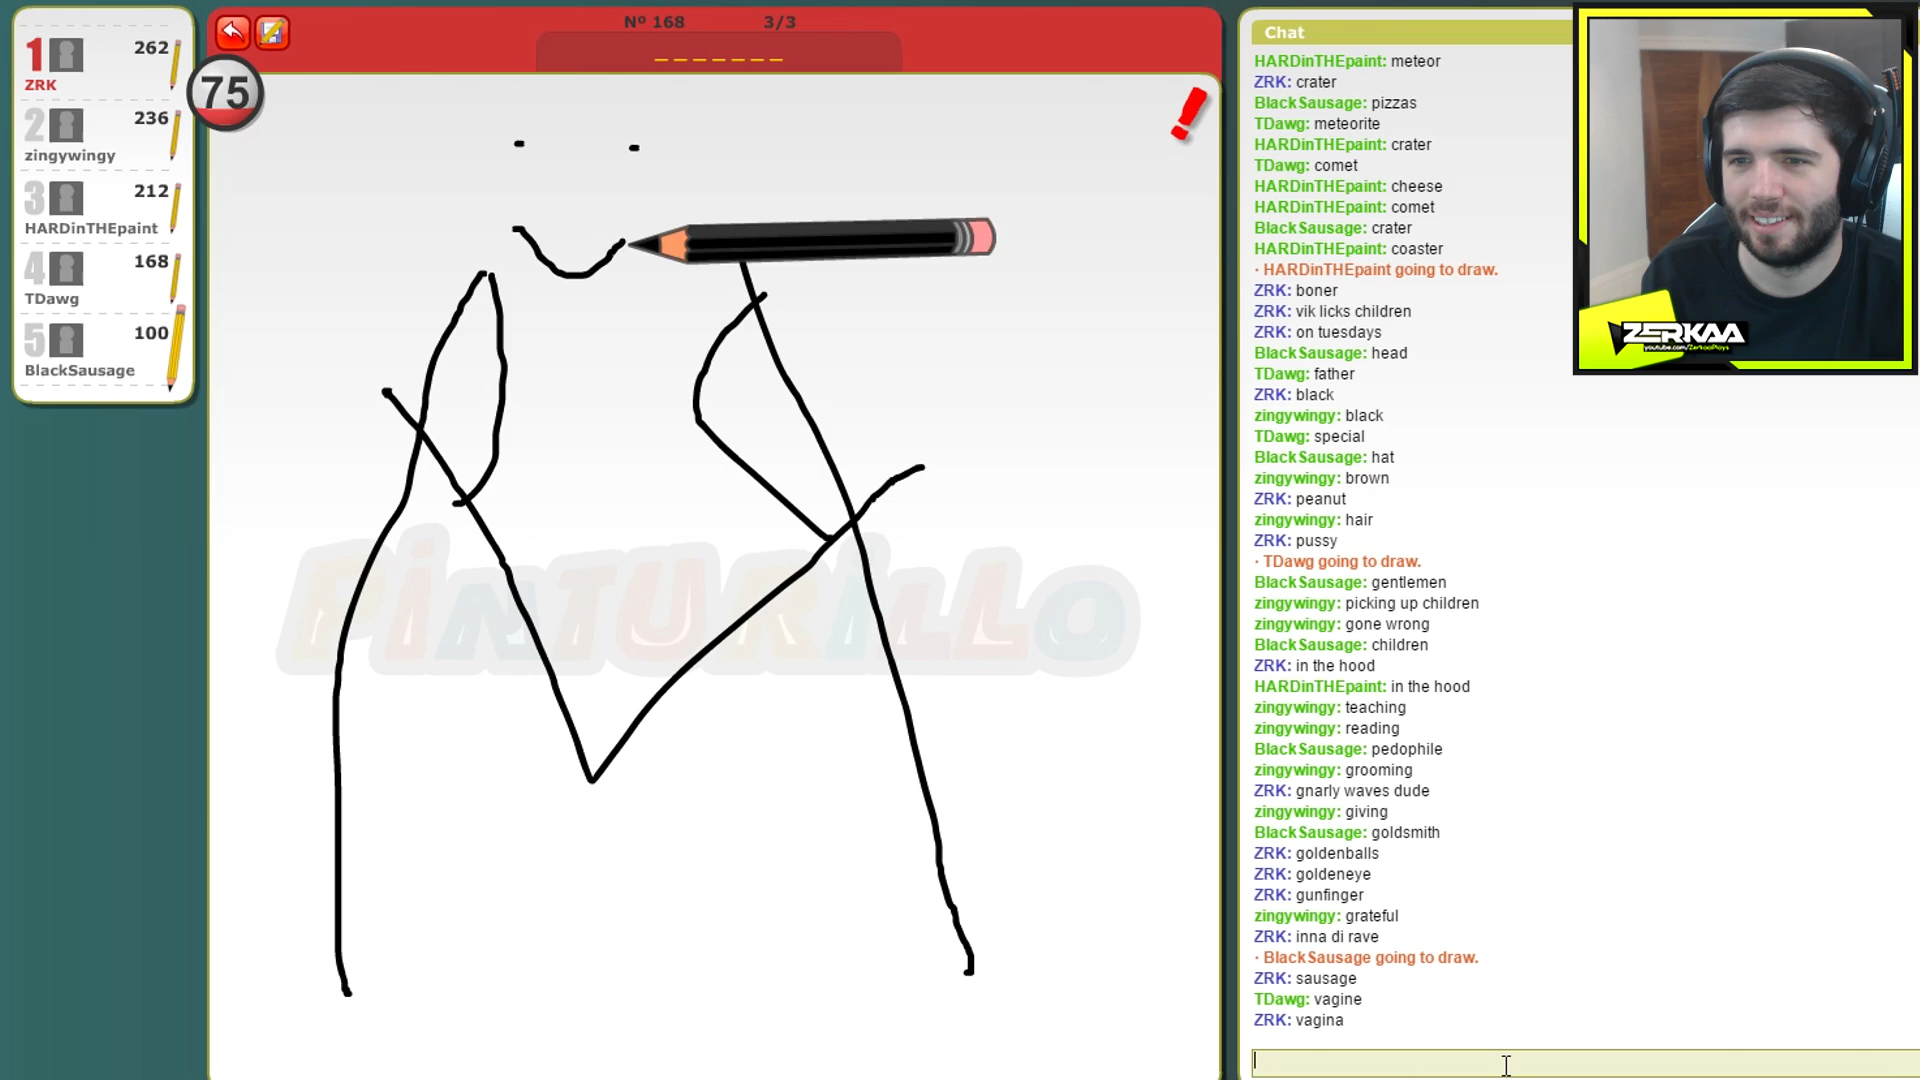 1 262
ZRK
2 236
zingywingy
3 212
HARDinTHEpaint
4 168
TDawg
5 100
BlackSausage
75
Nº 168 3/3
PINTURILLO
Chat
HARDinTHEpaint: meteor
ZRK: crater
BlackSausage: pizzas
TDawg: meteorite
HARDinTHEpaint: crater
TDawg: comet
HARDinTHEpaint: cheese
HARDinTHEpaint: comet
BlackSausage: crater
HARDinTHEpaint: coaster
· HARDinTHEpaint going to draw.
ZRK: boner
ZRK: vik licks children
ZRK: on tuesdays
BlackSausage: head
TDawg: father
ZRK: black
zingywingy: black
TDawg: special
BlackSausage: hat
zingywingy: brown
ZRK: peanut
zingywingy: hair
ZRK: pussy
· TDawg going to draw.
BlackSausage: gentlemen
zingywingy: picking up children
zingywingy: gone wrong
BlackSausage: children
ZRK: in the hood
HARDinTHEpaint: in the hood
zingywingy: teaching
zingywingy: reading
BlackSausage: pedophile
zingywingy: grooming
ZRK: gnarly waves dude
zingywingy: giving
BlackSausage: goldsmith
ZRK: goldenballs
ZRK: goldeneye
ZRK: gunfinger
zingywingy: grateful
ZRK: inna di rave
· BlackSausage going to draw.
ZRK: sausage
TDawg: vagine
ZRK: vagina
ZERKAA
youtube.com/ZerkaaPlays